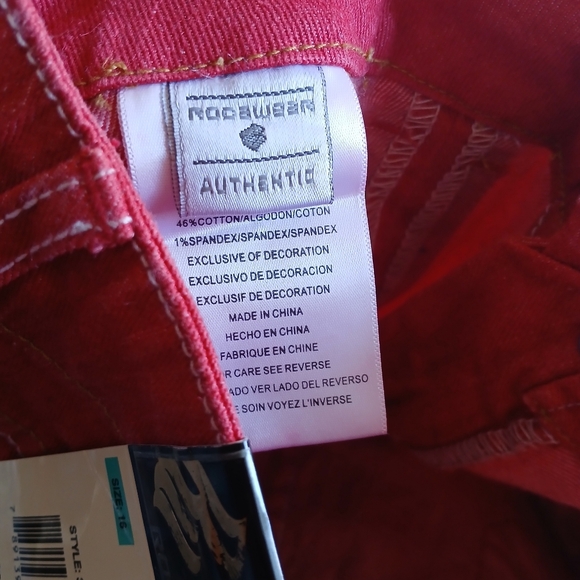 ROCAWEAR
AUTHENTIC
46%COTTON/ALGODON/COTON
1%SPANDEX/SPANDEX/SPANDEX
EXCLUSIVE OF DECORATION
EXCLUSIVO DE DECORACION
EXCLUSIF DE DECORATION
MADE IN CHINA
HECHO EN CHINA
FABRIQUE EN CHINE
R CARE SEE REVERSE
ADO VER LADO DEL REVERSO
E SOIN VOYEZ L'INVERSE
SIZE: 16
STYLE: